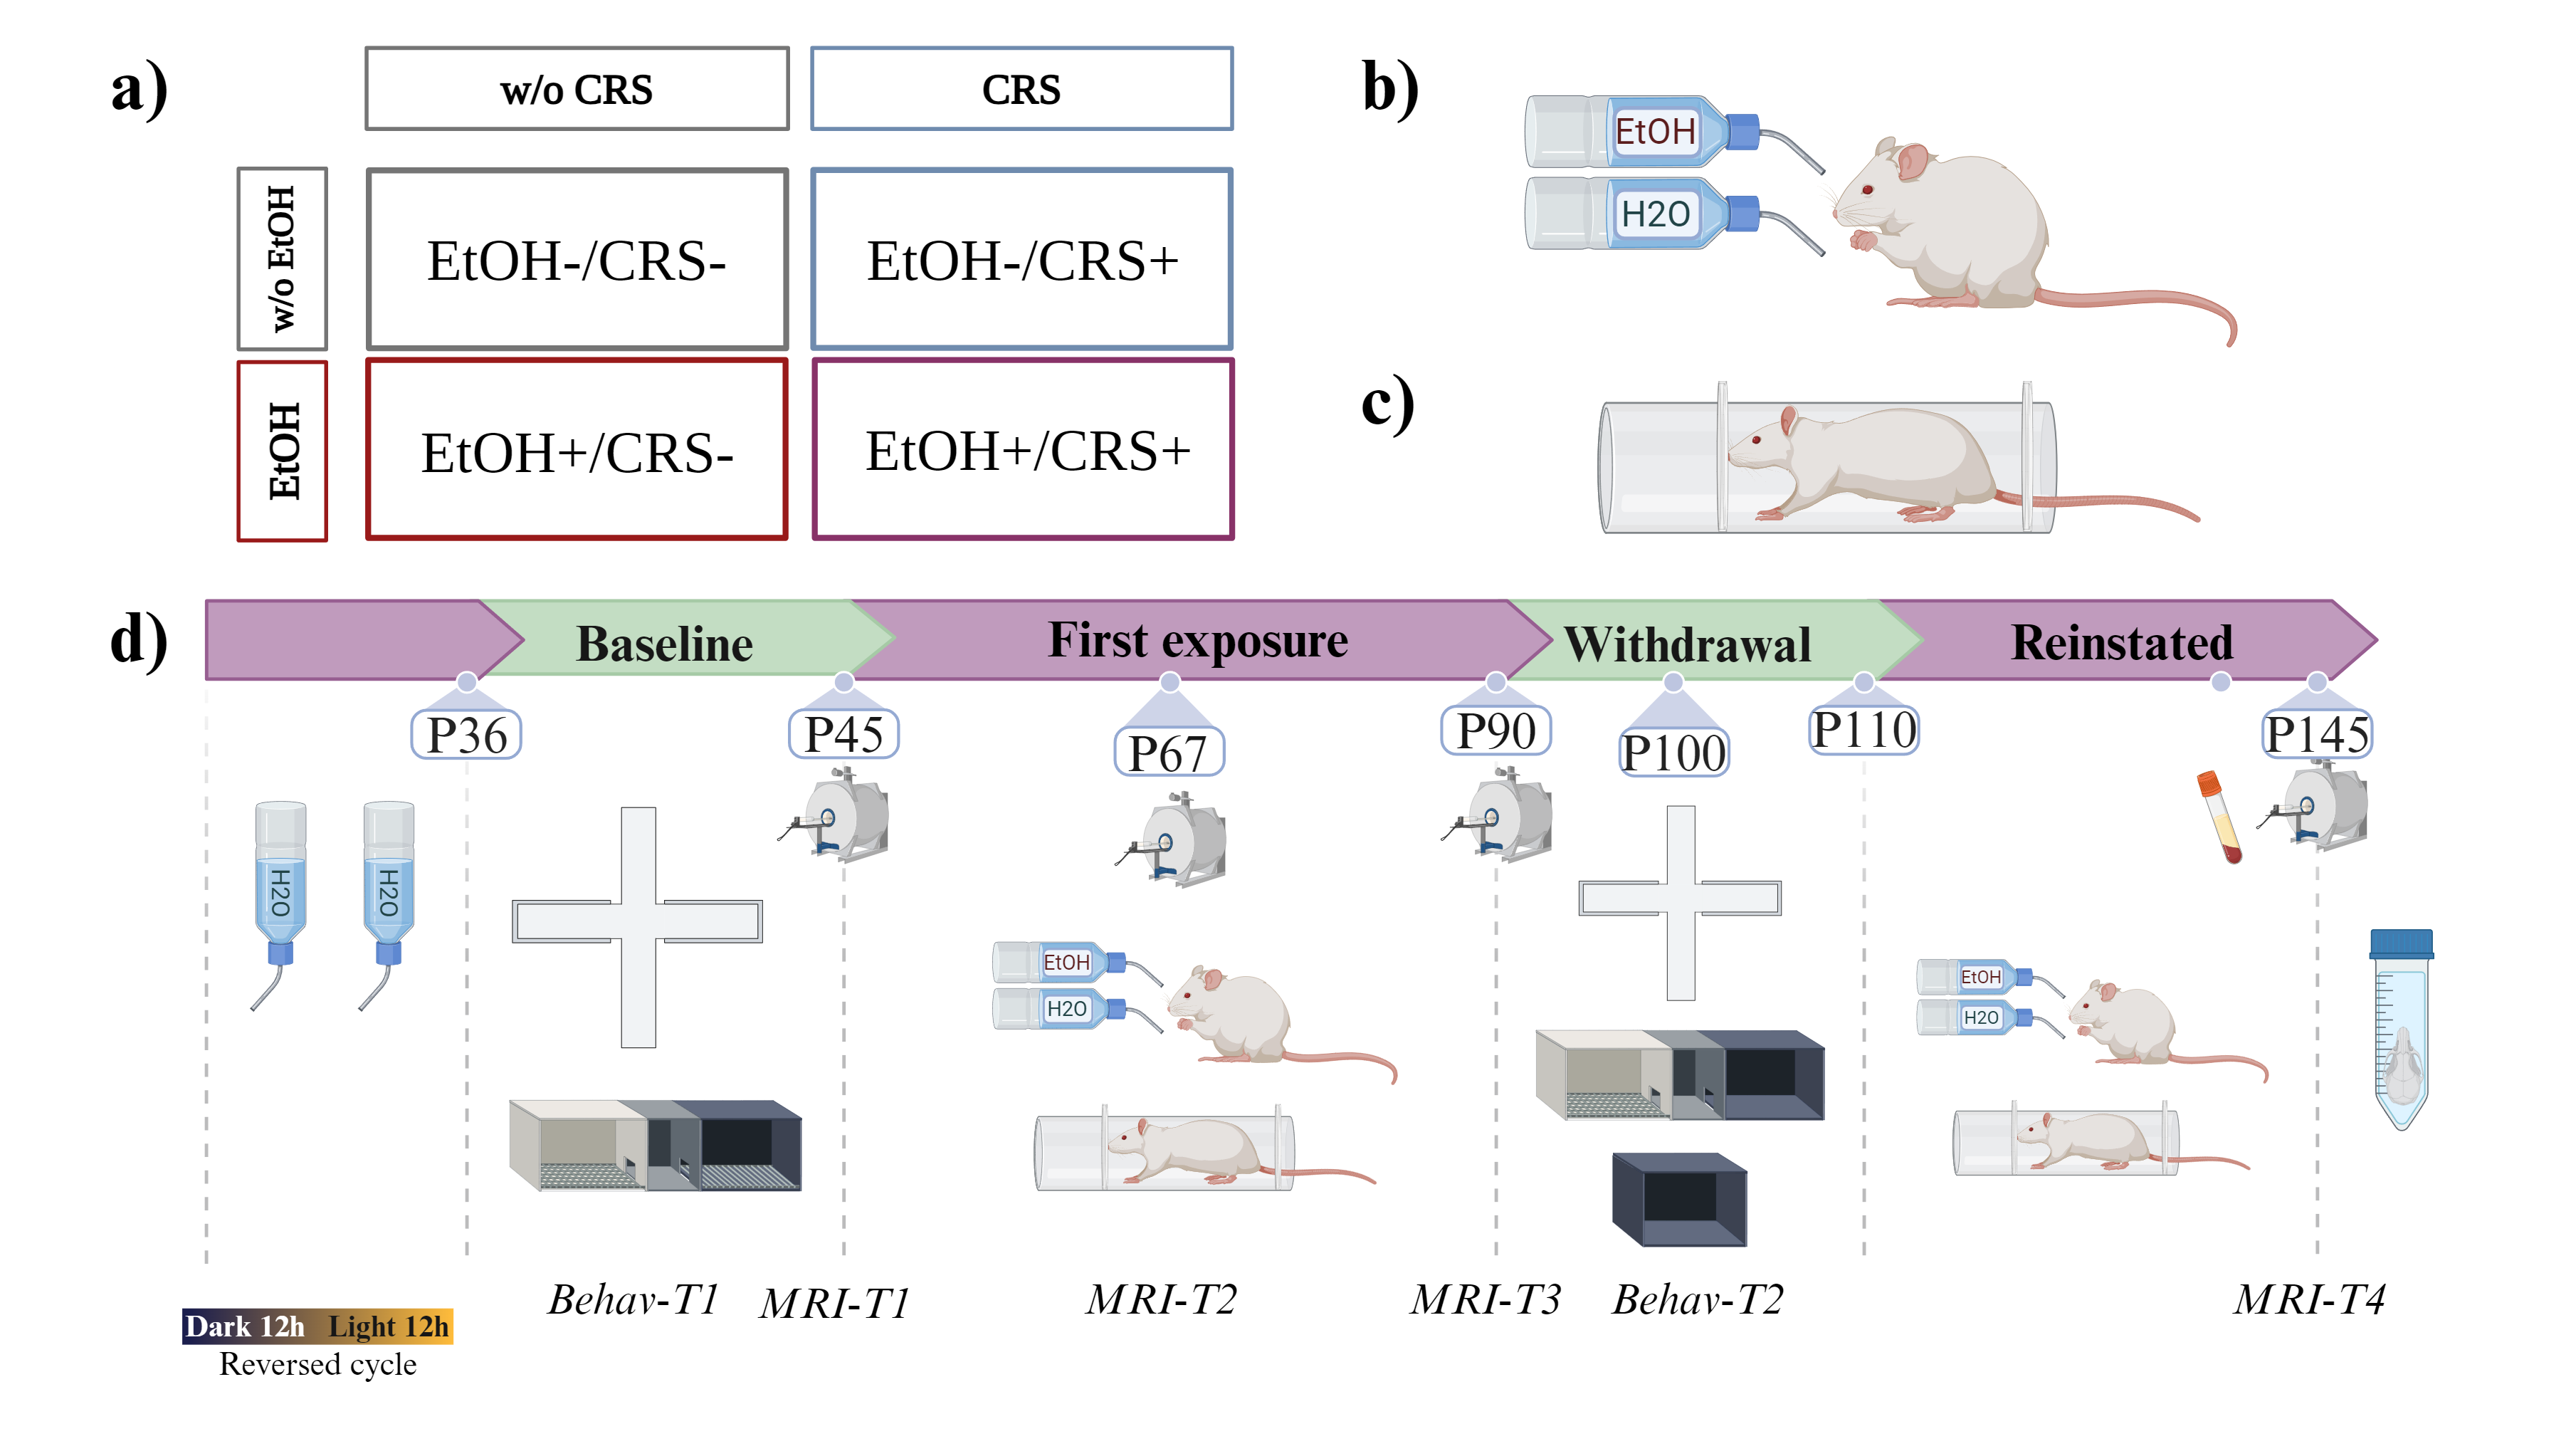 a)
w/o CRS
CRS
w/o EtOH
EtOH-/CRS-
EtOH-/CRS+
EtOH
EtOH+/CRS-
EtOH+/CRS+
b)
EtOH
H2O
c)
d)
Baseline
First exposure
Withdrawal
Reinstated
P36
P45
P67
P90
P100
P110
P145
H2O
H2O
EtOH
H2O
EtOH
H2O
Behav-T1
MRI-T1
MRI-T2
MRI-T3
Behav-T2
MRI-T4
Dark 12h Light 12h
Reversed cycle